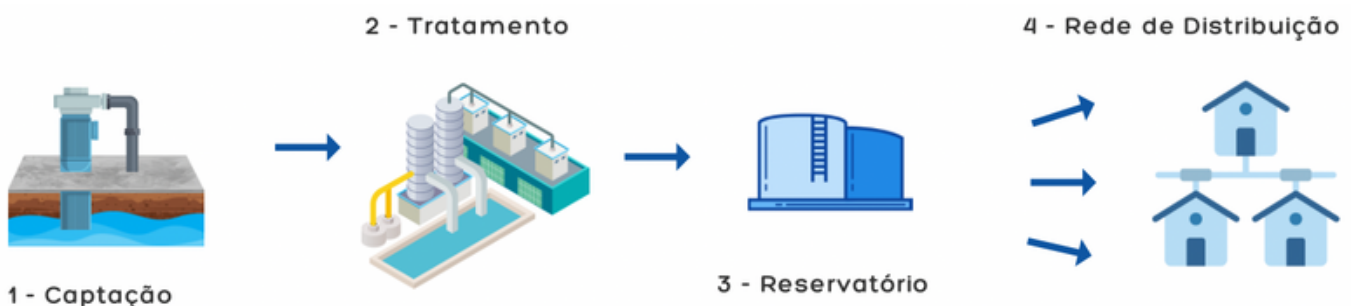 1 - Captação
2 - Tratamento
3 - Reservatório
4 - Rede de Distribuição